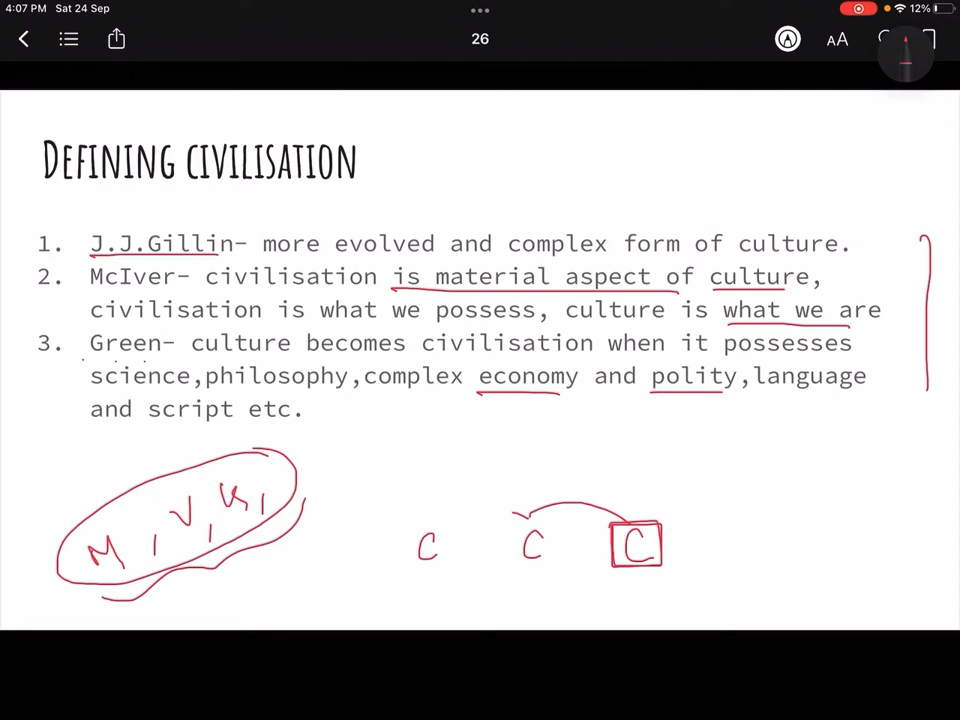 4:07 PM Sat 24 Sep 12%
26 AA
DEFINING CIVILISATION
1. J.J.Gillin- more evolved and complex form of culture.
2. McIver- civilisation is material aspect of culture,
civilisation is what we possess, culture is what we are
3. Green- culture becomes civilisation when it possesses
science,philosophy,complex economy and polity,language
and script etc.
M, V,
C C C